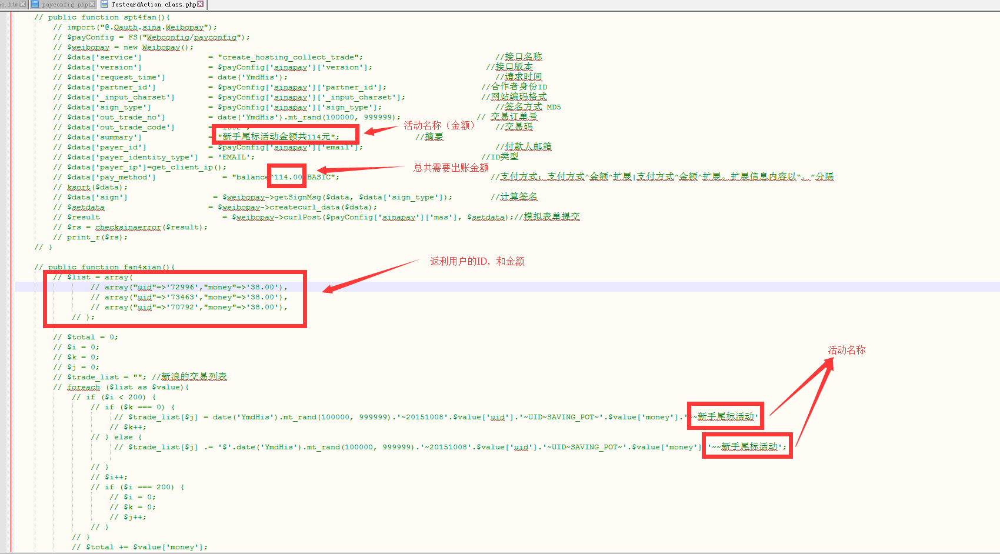 ao.htm payconfig.php TestcardAction.class.php
// public function spt4fan(){
// import("@.Oauth.sina.Weibopay");
// $payConfig = FS("Webconfig/payconfig");
// $weibopay = new Weibopay();
// $data['service'] = "create_hosting_collect_trade"; //接口名称
// $data['version'] = $payConfig['sinapay']['version']; //接口版本
// $data['request_time'] = date('YmdHis'); //请求时间
// $data['partner_id'] = $payConfig['sinapay']['partner_id']; //合作者身份ID
// $data['_input_charset'] = $payConfig['sinapay']['_input_charset']; //网站编码格式
// $data['sign_type'] = $payConfig['sinapay']['sign_type']; //签名方式 MD5
// $data['out_trade_no'] = date('YmdHis').mt_rand(100000, 999999); // 交易订单号
// $data['out_trade_code'] = //交易码
活动名称（金额）
// $data['summary'] = "新手尾标活动金额共114元"; //摘要
// $data['payer_id'] = $payConfig['sinapay']['email']; //付款人邮箱
// $data['payer_identity_type'] = 'EMAIL'; //ID类型
// $data['payer_ip']=get_client_ip();
总共需要出账金额
// $data['pay_method'] = "balance^114.00^BASIC"; //支付方式：支付方式^金额^扩展|支付方式^金额^扩展。扩展信息内容以“，”分隔
// ksort($data);
// $data['sign'] = $weibopay->getSignMsg($data, $data['sign_type']); //计算签名
// $setdata = $weibopay->createcurl_data($data);
// $result = $weibopay->curlPost($payConfig['sinapay']['mas'], $setdata);//模拟表单提交
// $rs = checksinaerror($result);
// print_r($rs);
// }
返利用户的ID，和金额
// public function fan4xian(){
// $list = array(
// array("uid"=>'72996',"money"=>'38.00'),
// array("uid"=>'73463',"money"=>'38.00'),
// array("uid"=>'70792',"money"=>'38.00'),
// );
// $total = 0;
// $i = 0;
活动名称
// $k = 0;
// $j = 0;
// $trade_list = ""; //新浪的交易列表
// foreach ($list as $value){
// if ($i < 200) {
// if ($k === 0) {
// $trade_list[$j] = date('YmdHis').mt_rand(100000, 999999).'~20151008'.$value['uid'].'~UID~SAVING_POT~'.$value['money'].'~~新手尾标活动'
// $k++;
// } else {
// $trade_list[$j] .= '$'.date('YmdHis').mt_rand(100000, 999999).'~20151008'.$value['uid'].'~UID~SAVING_POT~'.$value['money'].'~~新手尾标活动';
// }
// $i++;
// if ($i === 200) {
// $i = 0;
// $k = 0;
// $j++;
// }
// }
// $total += $value['money'];